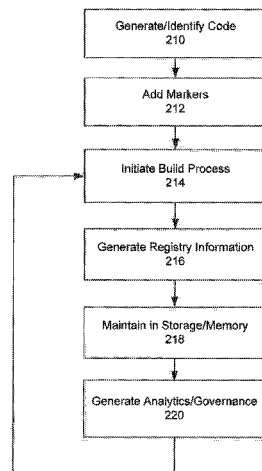 Generate/Identify Code
210
Add Markers
212
Initiate Build Process
214
Generate Registry Information
216
Maintain in Storage/Memory
218
Generate Analytics/Governance
220